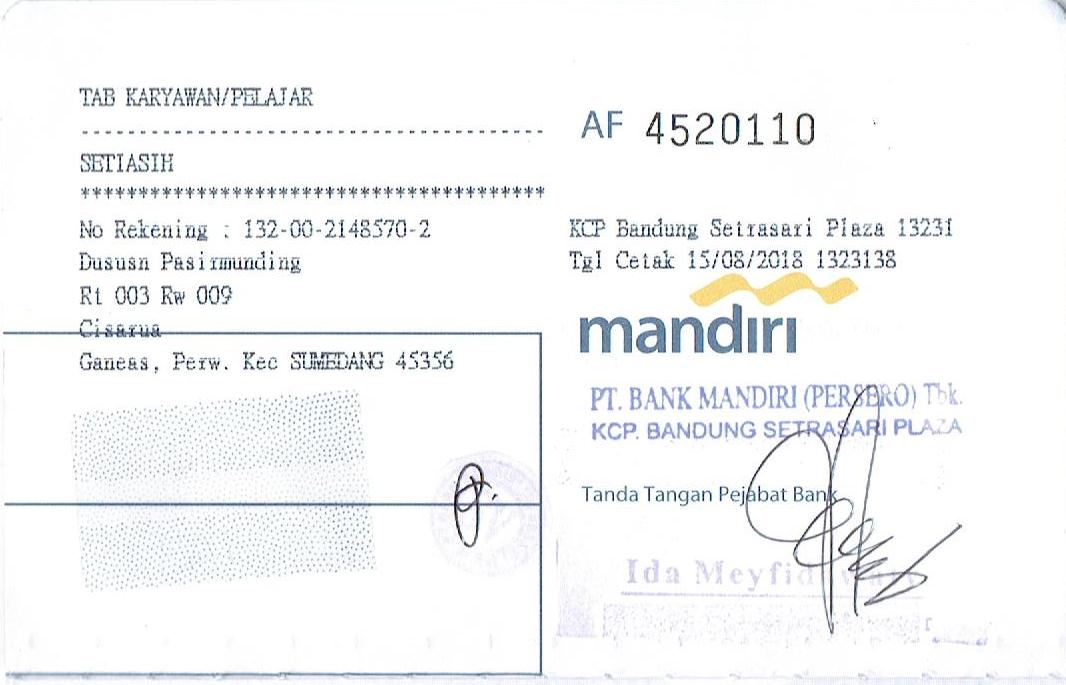 TAB KARYAWAN/PELAJAR
----------------------------------------
SETIASIH
****************************************
No Rekening : 132-00-2148570-2
Dususn Pasirmunding
Rt 003 Rw 009
Cisarua
Ganeas, Perw. Kec SUMEDANG 45356
AF 4520110
KCP Bandung Setrasari Plaza 13231
Tgl Cetak 15/08/2018 1323138
mandiri
PT. BANK MANDIRI (PERSERO) Tbk.
KCP. BANDUNG SETRASARI PLAZA
Tanda Tangan Pejabat Bank
Ida